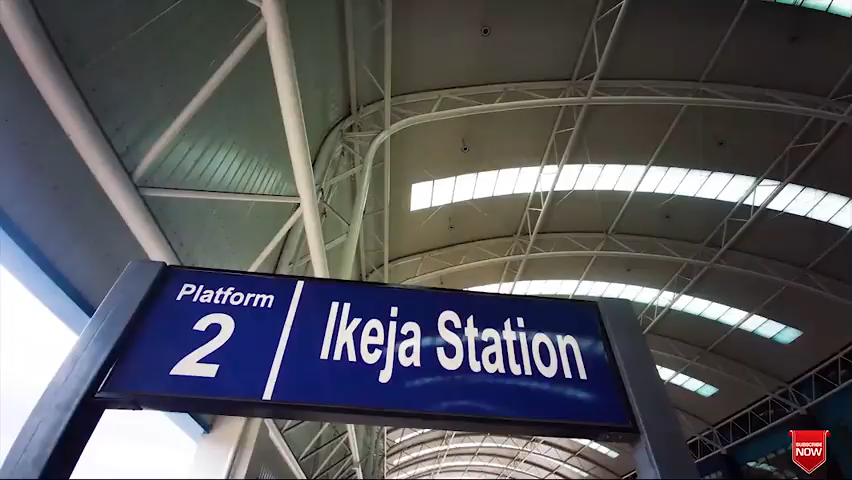 Platform
2
Ikeja Station
SUBSCRIBE
NOW